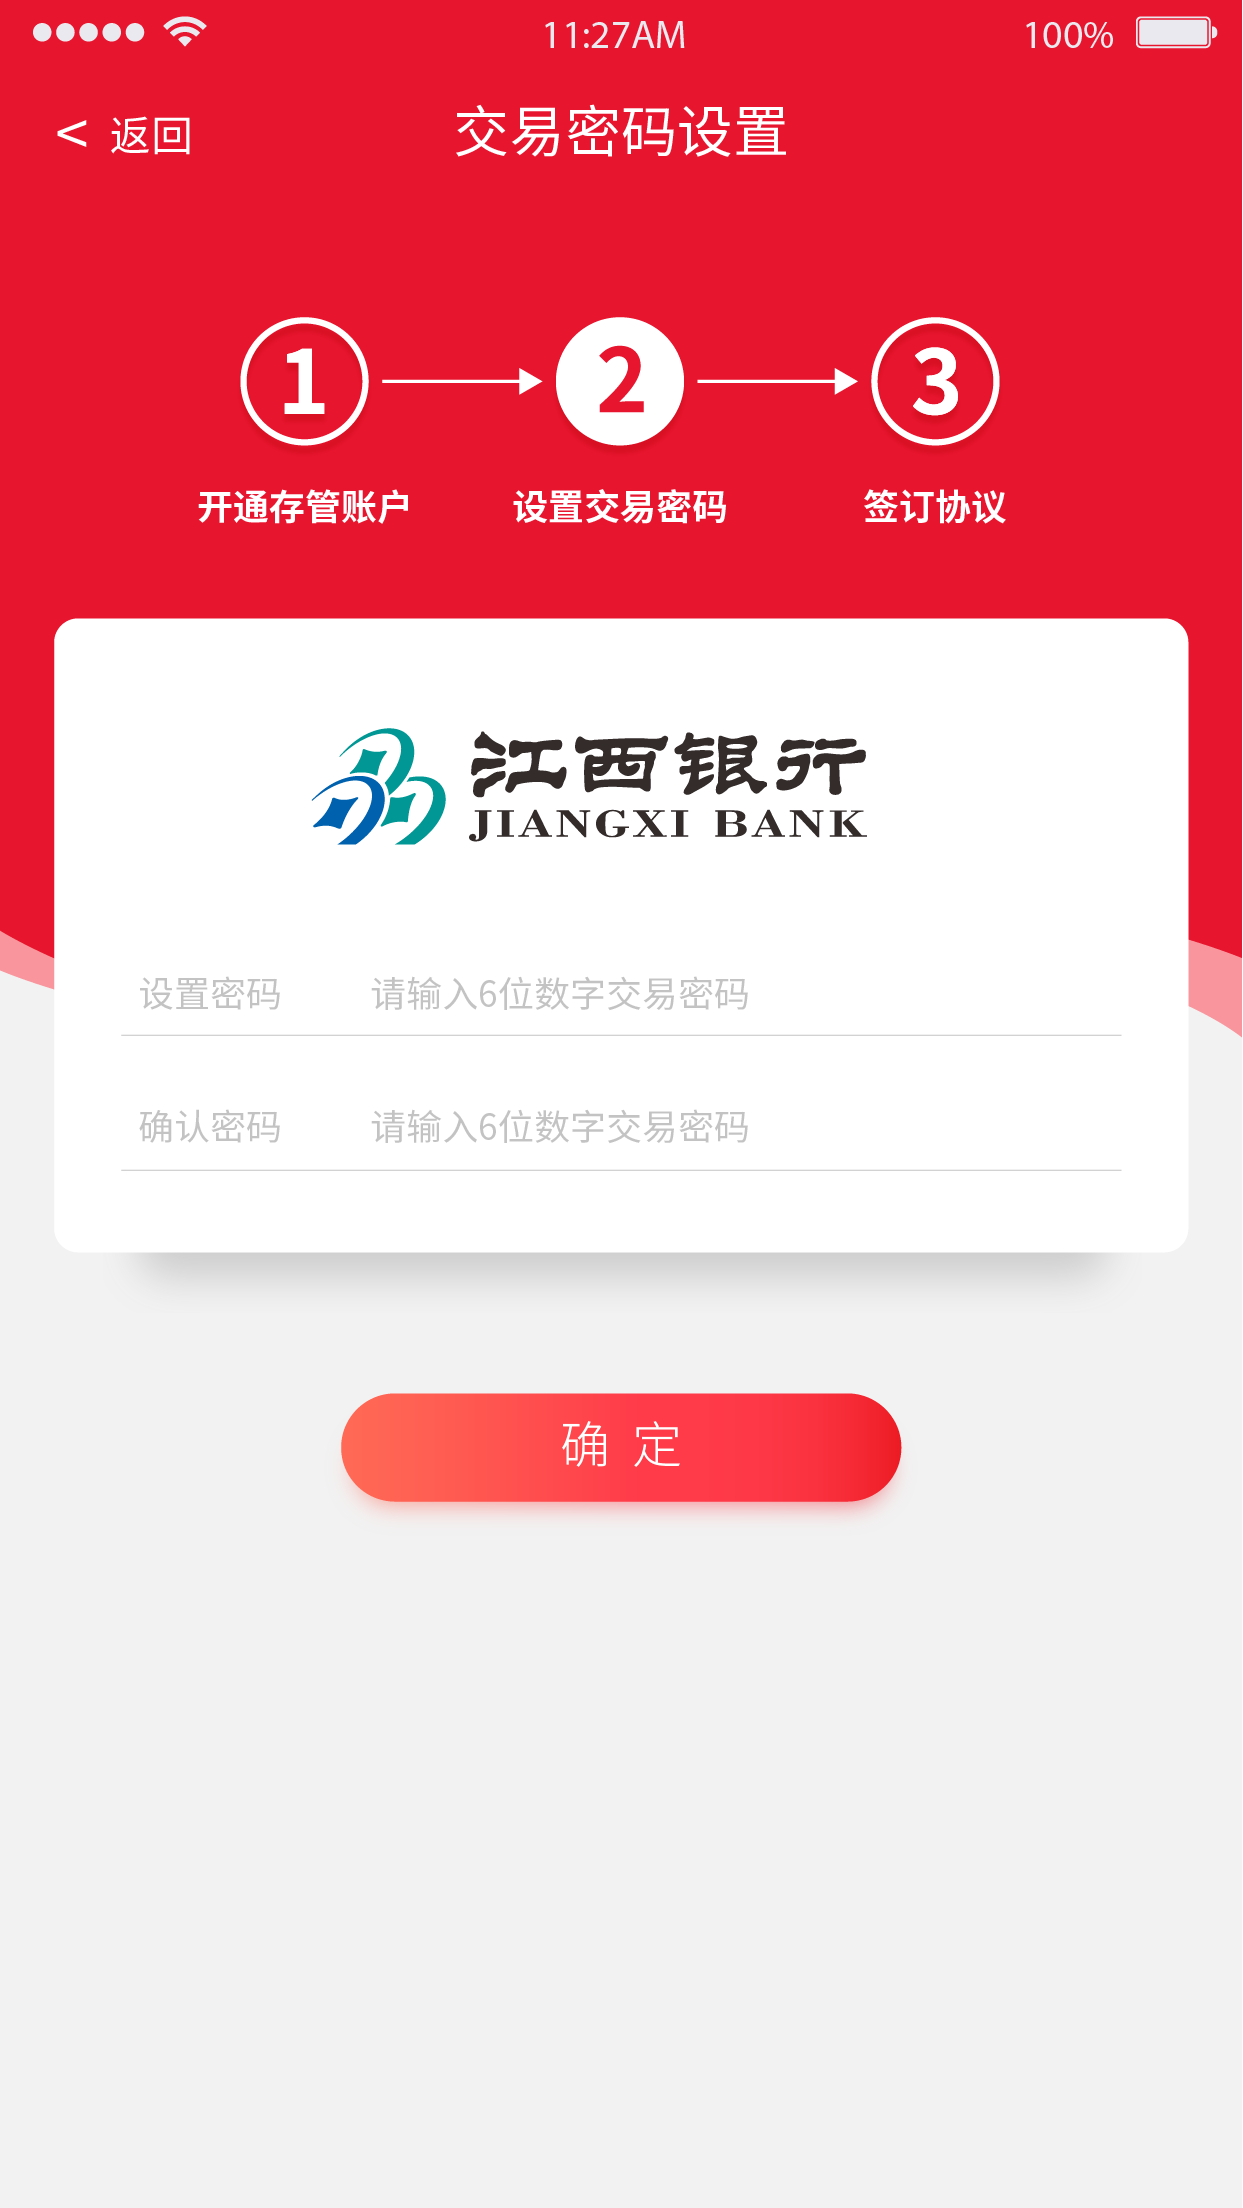 11:27AM 100%
< 返回 交易密码设置
1 2 3
开通存管账户 设置交易密码 签订协议
江西银行
JIANGXI BANK
设置密码 请输入6位数字交易密码
确认密码 请输入6位数字交易密码
确 定